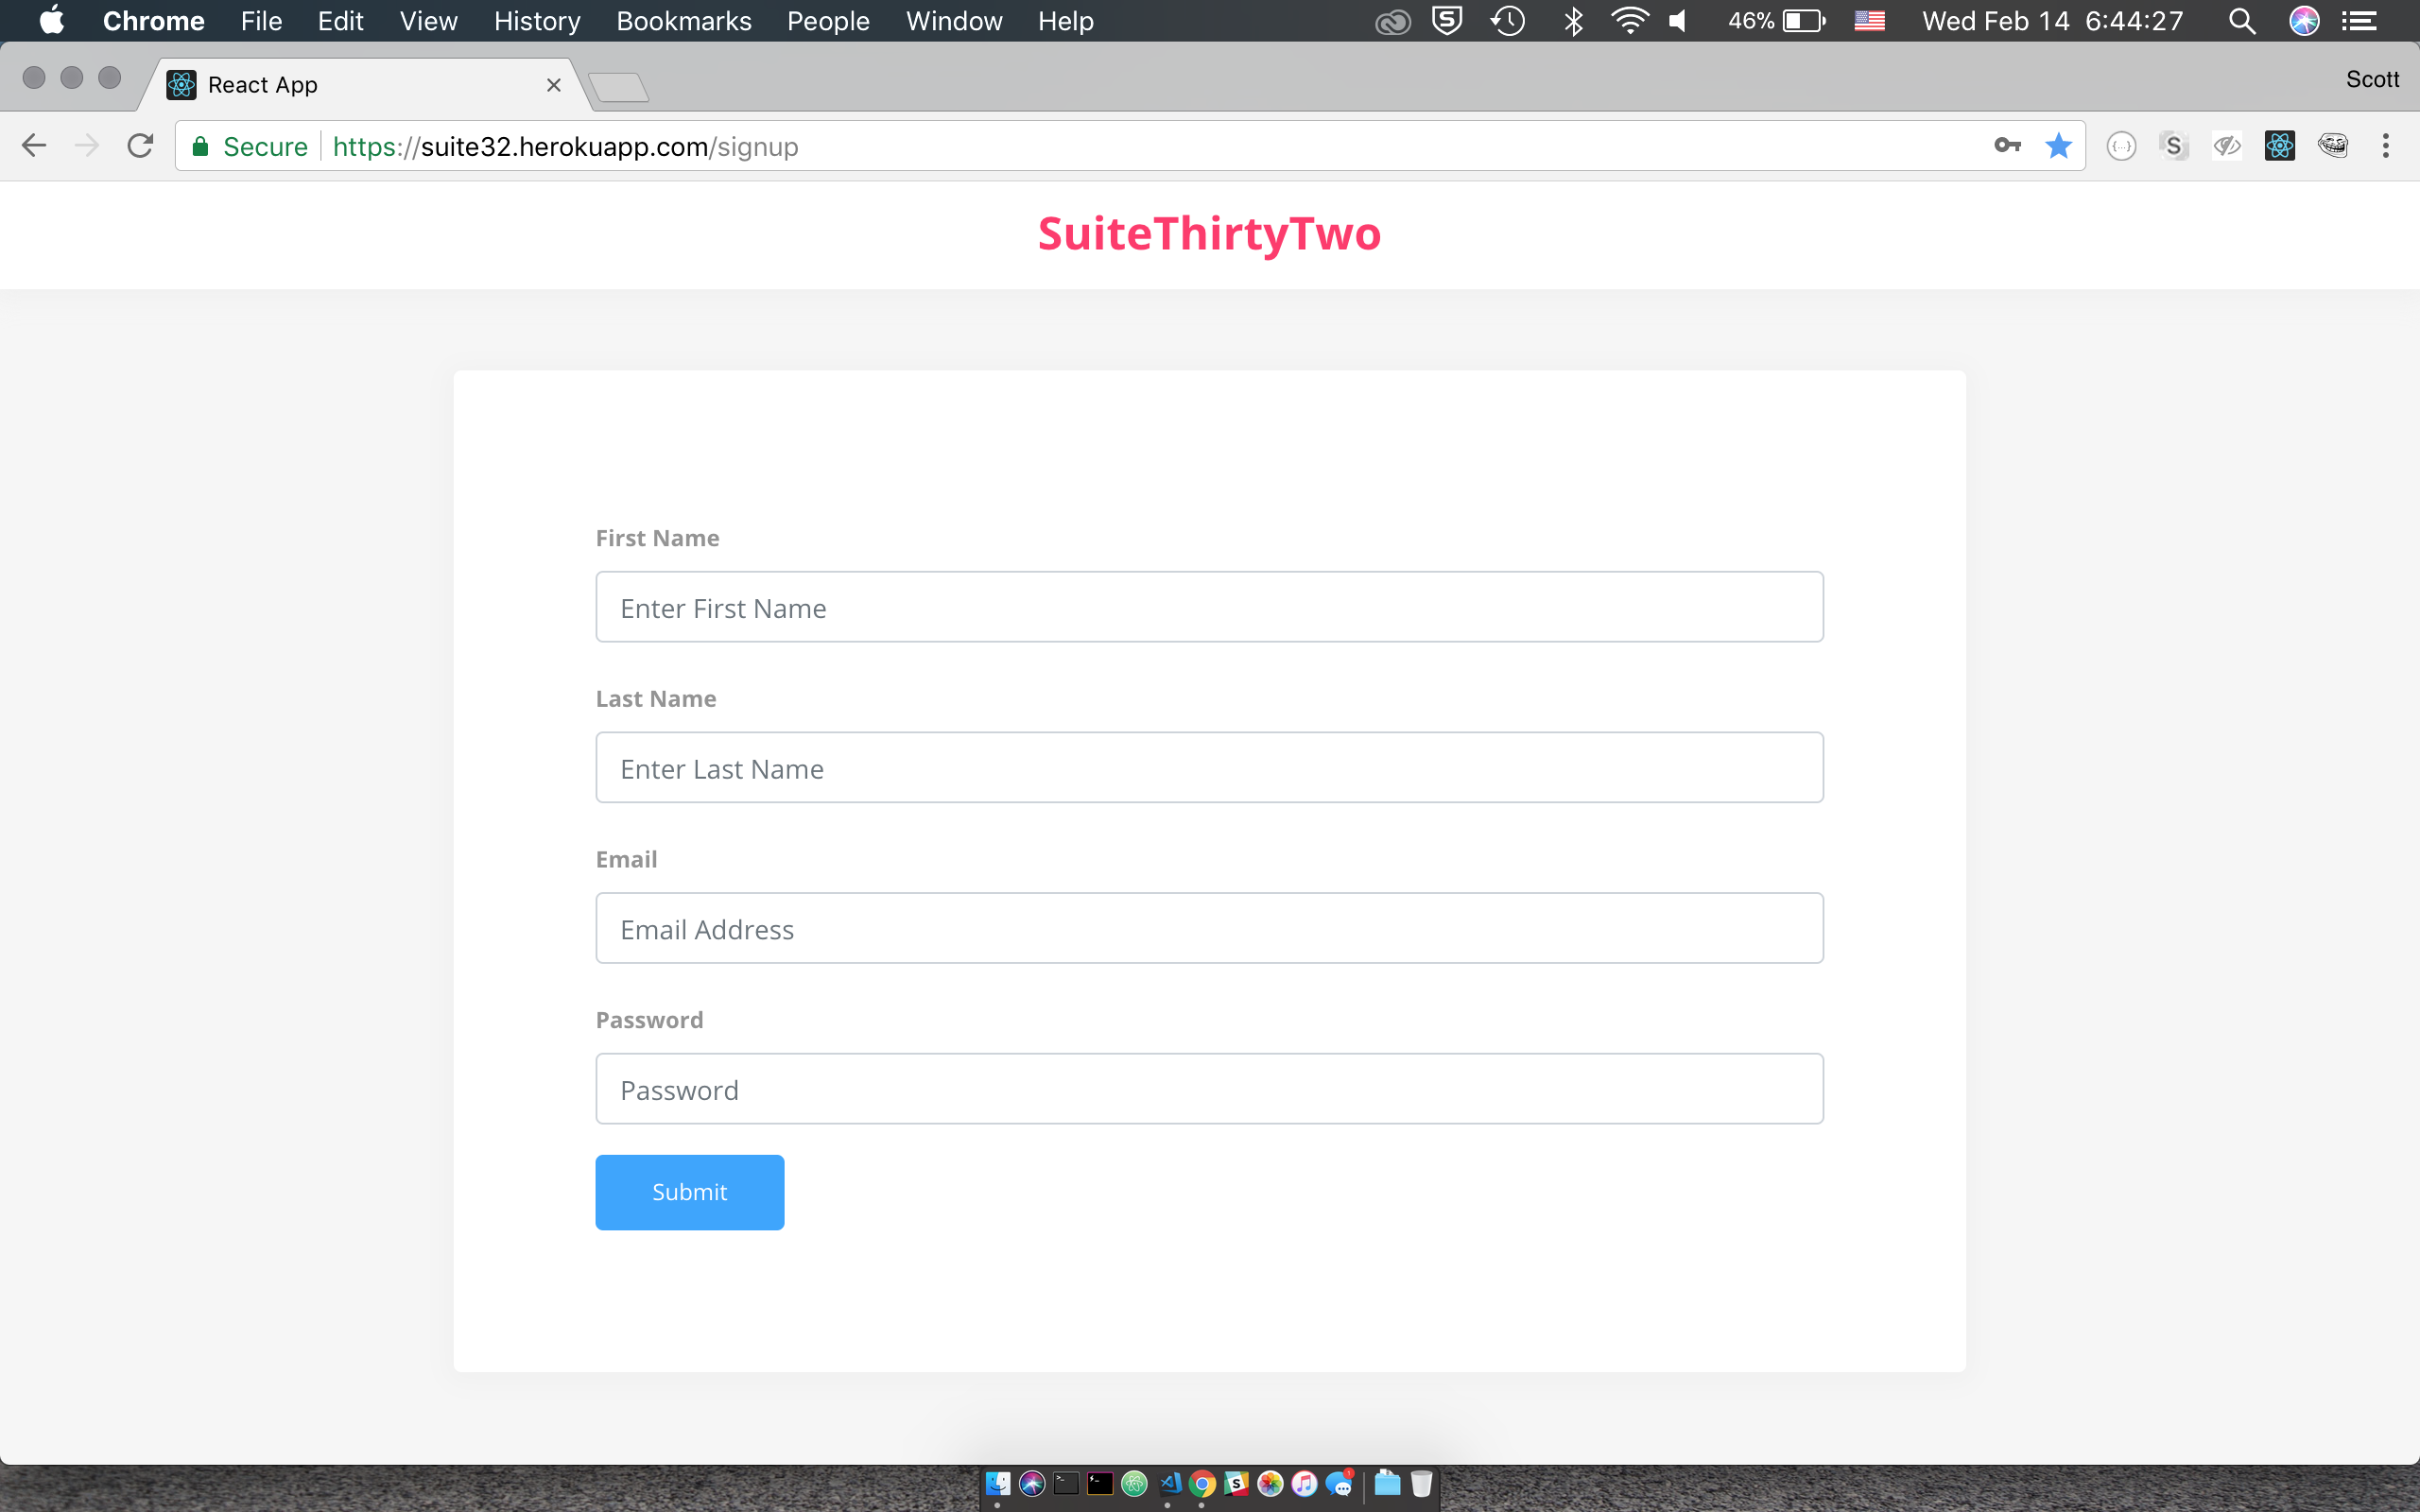 Chrome File Edit View History Bookmarks People Window Help 46% Wed Feb 14 6:44:27
React App Scott
Secure https://suite32.herokuapp.com/signup
SuiteThirtyTwo
First Name
Enter First Name
Last Name
Enter Last Name
Email
Email Address
Password
Password
Submit